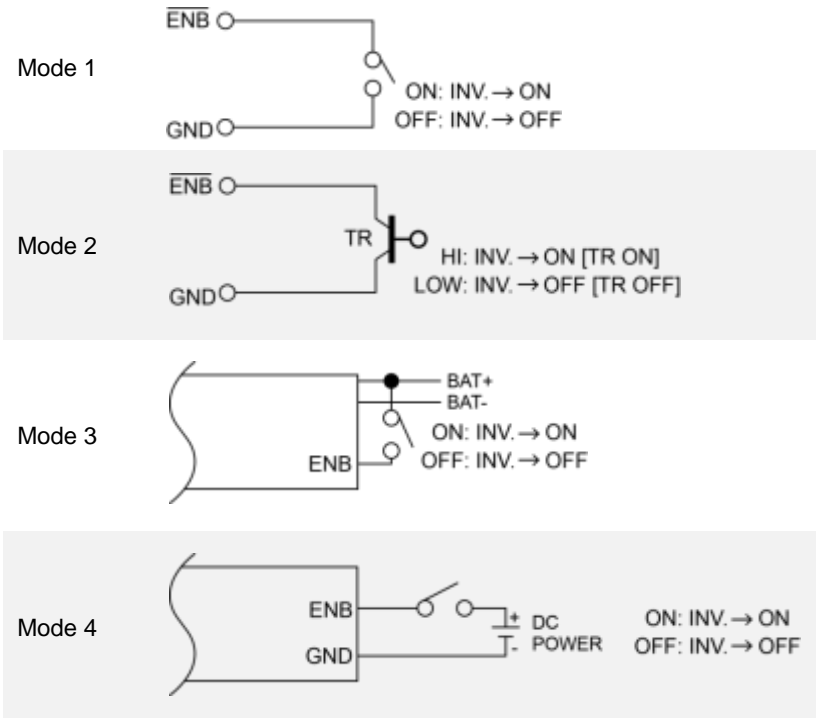 Mode 1
E̅N̅B̅
GND
ON: INV.→ ON
OFF: INV.→ OFF
Mode 2
E̅N̅B̅
TR
GND
HI: INV.→ ON [TR ON]
LOW: INV.→ OFF [TR OFF]
Mode 3
BAT+
BAT-
ENB
ON: INV.→ ON
OFF: INV.→ OFF
Mode 4
ENB
GND
+ DC
- POWER
ON: INV.→ ON
OFF: INV.→ OFF